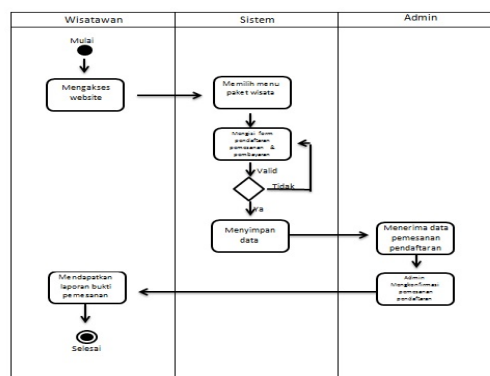 Wisatawan
Sistem
Admin
Mulai
Mengakses
website
Memilih menu
paket wisata
Mengisi form
pendaftaran
pemesanan &
pembayaran
Valid
Tidak
Ya
Menyimpan
data
Menerima data
pemesanan
pendaftaran
Admin
Mengkonfirmasi
pemesanan
pendaftaran
Mendapatkan
laporan bukti
pemesanan
Selesai